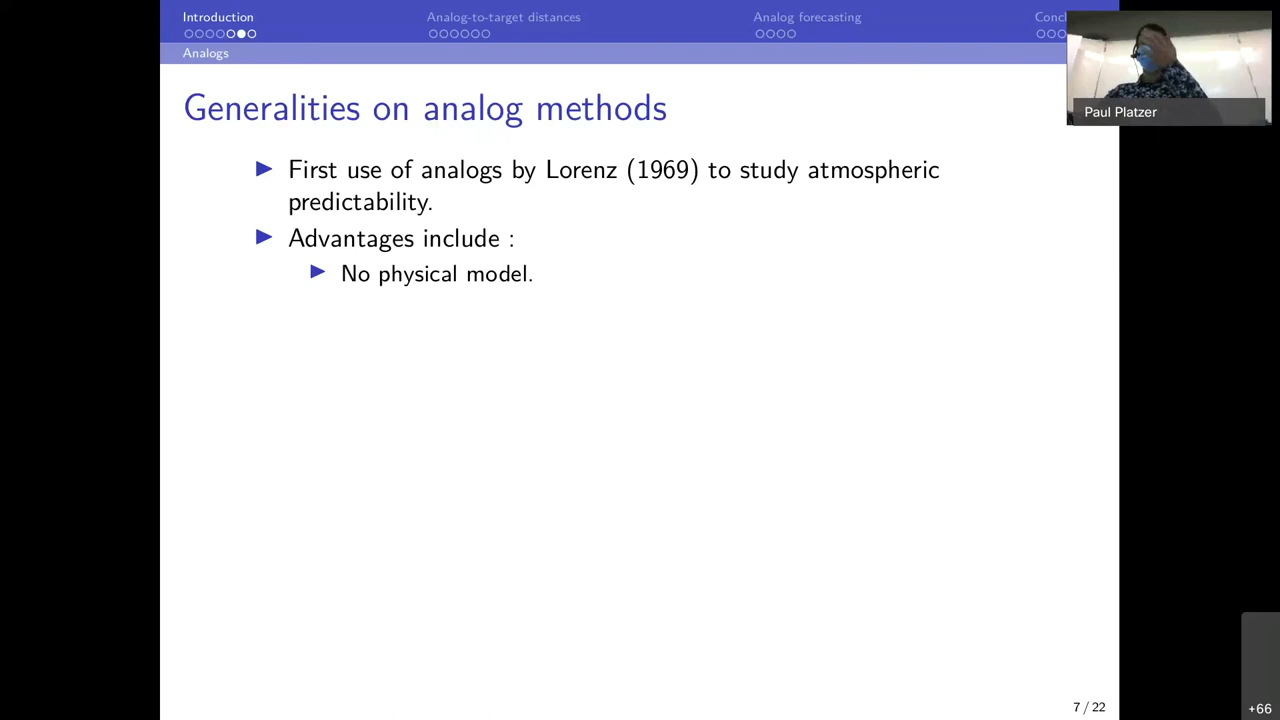 Introduction
Analog-to-target distances
Analog forecasting
Concl
Analogs
Paul Platzer
Generalities on analog methods
First use of analogs by Lorenz (1969) to study atmospheric
predictability.
Advantages include :
No physical model.
7 / 22
+66